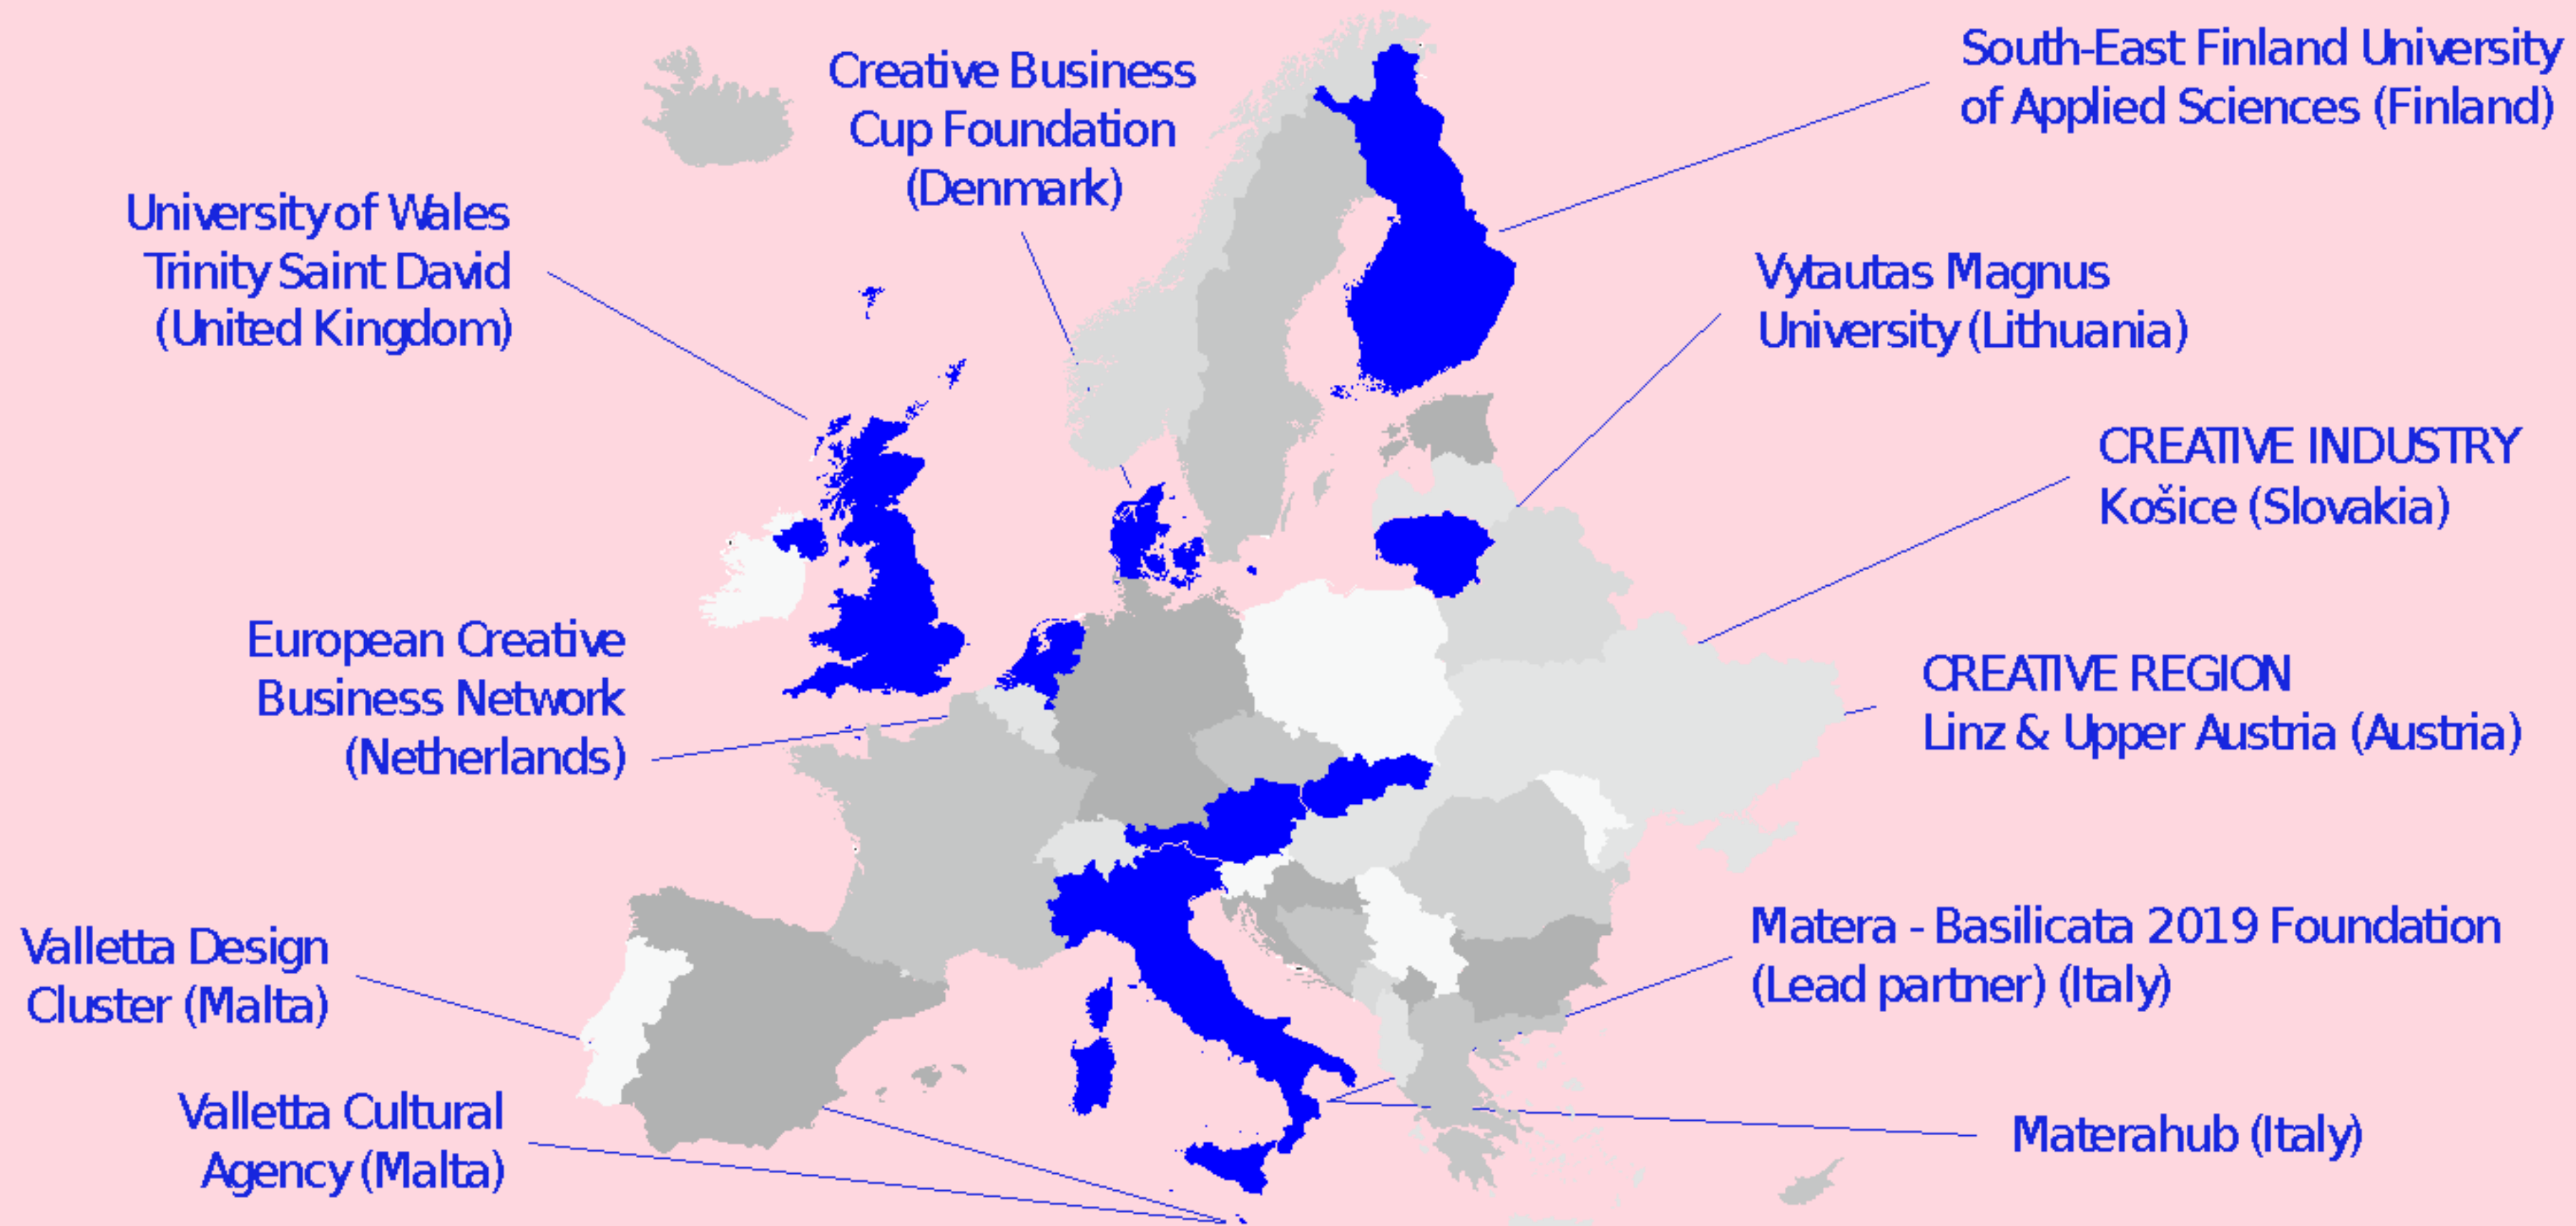 Creative Business
Cup Foundation
(Denmark)
South-East Finland University
of Applied Sciences (Finland)
University of Wales
Trinity Saint David
(United Kingdom)
Vytautas Magnus
University (Lithuania)
CREATIVE INDUSTRY
Košice (Slovakia)
European Creative
Business Network
(Netherlands)
CREATIVE REGION
Linz & Upper Austria (Austria)
Valletta Design
Cluster (Malta)
Matera - Basilicata 2019 Foundation
(Lead partner) (Italy)
Valletta Cultural
Agency (Malta)
Materahub (Italy)